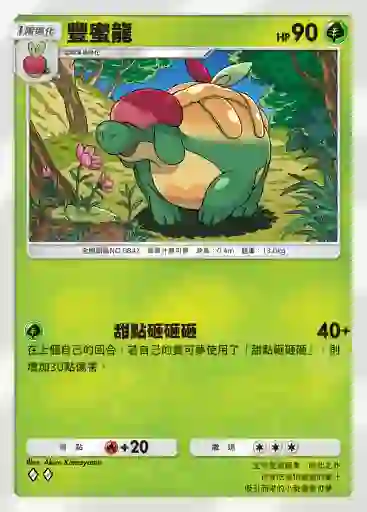 1階進化
豐蜜龍
HP 90
甜點砸砸砸 40+
在上個自己的回合，若自己的寶可夢使用了「甜點砸砸砸」，則
增加30點傷害。
弱點 +20
撤退
Illus. Akira Komayama